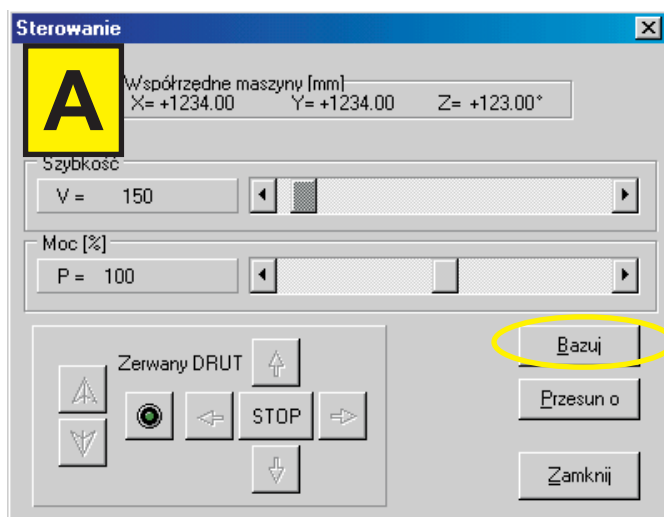 Sterowanie
A
Współrzędne maszyny [mm]
X= +1234.00 Y= +1234.00 Z= +123.00°
Szybkość
V = 150
Moc [%]
P = 100
Zerwany DRUT
STOP
Bazuj
Przesun o
Zamknij